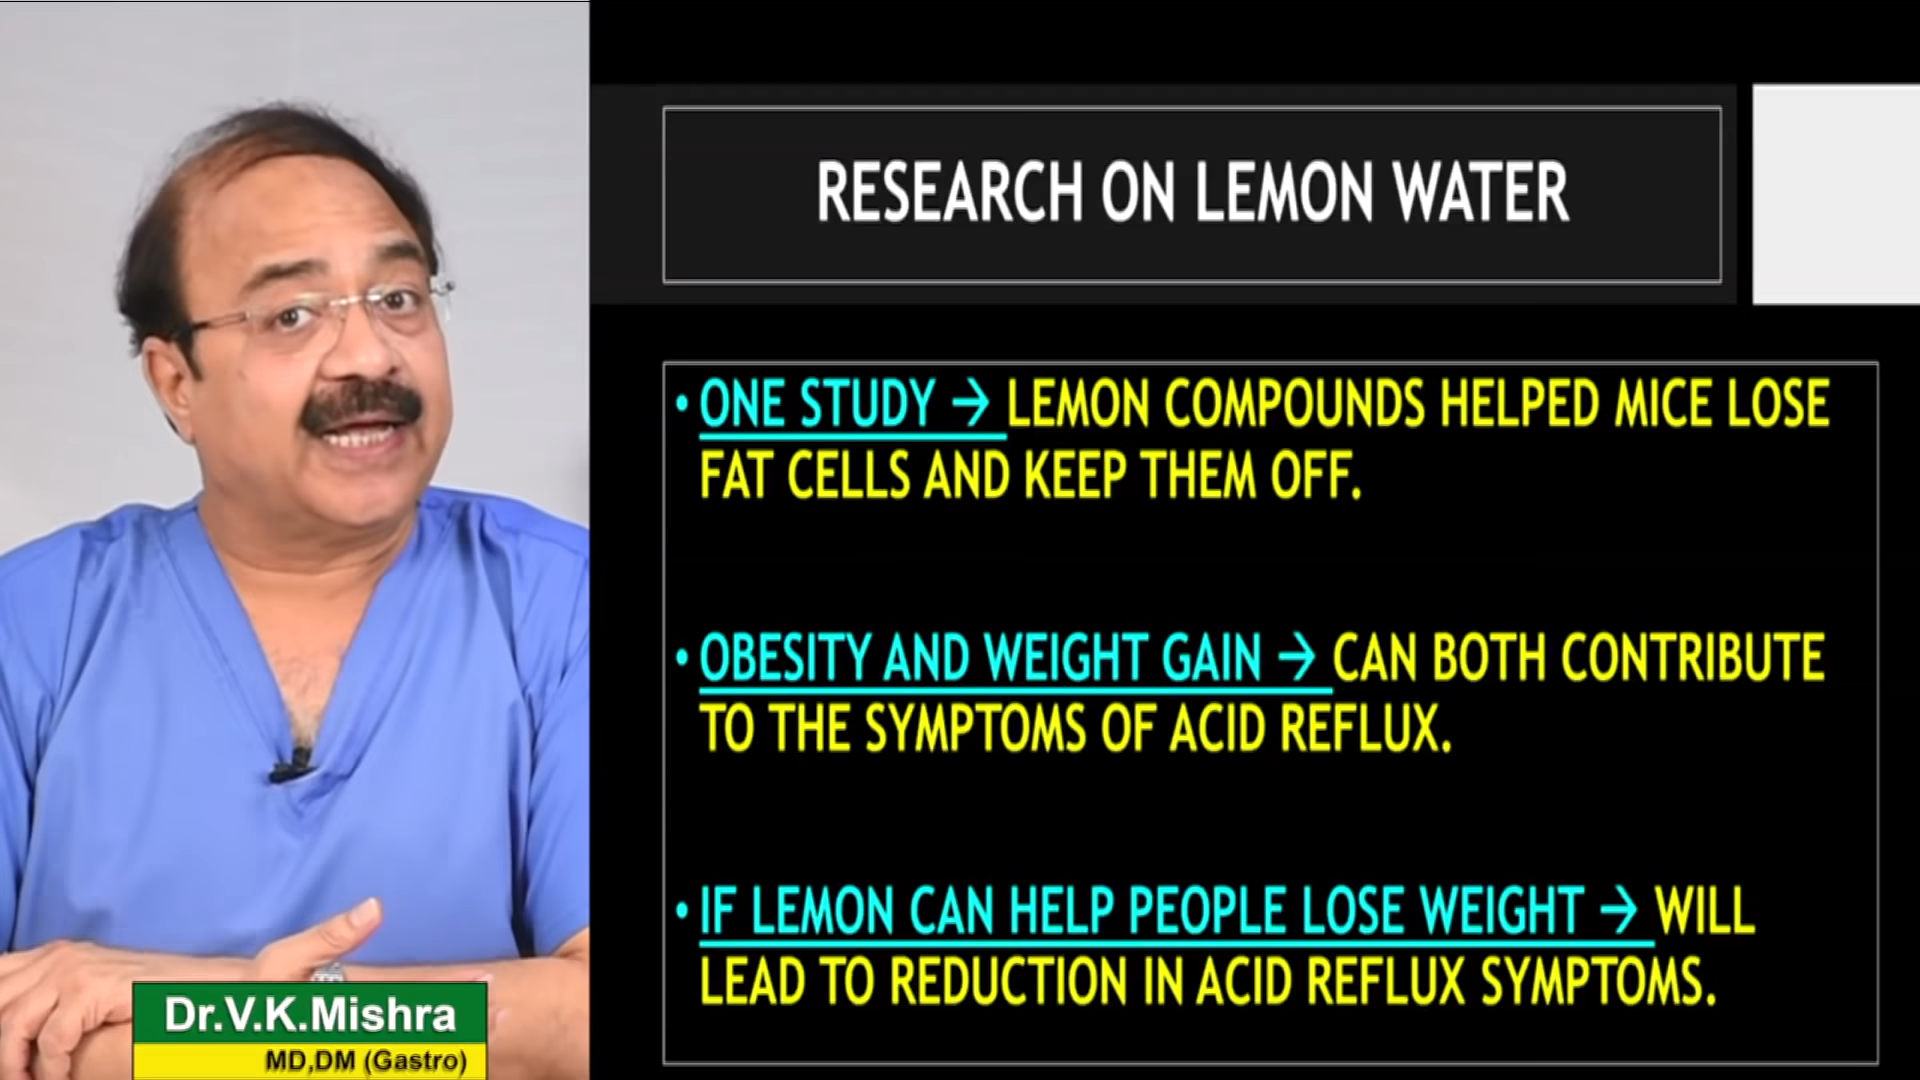 RESEARCH ON LEMON WATER
• ONE STUDY → LEMON COMPOUNDS HELPED MICE LOSE
FAT CELLS AND KEEP THEM OFF.
• OBESITY AND WEIGHT GAIN → CAN BOTH CONTRIBUTE
TO THE SYMPTOMS OF ACID REFLUX.
• IF LEMON CAN HELP PEOPLE LOSE WEIGHT → WILL
LEAD TO REDUCTION IN ACID REFLUX SYMPTOMS.
Dr.V.K.Mishra
MD,DM (Gastro)